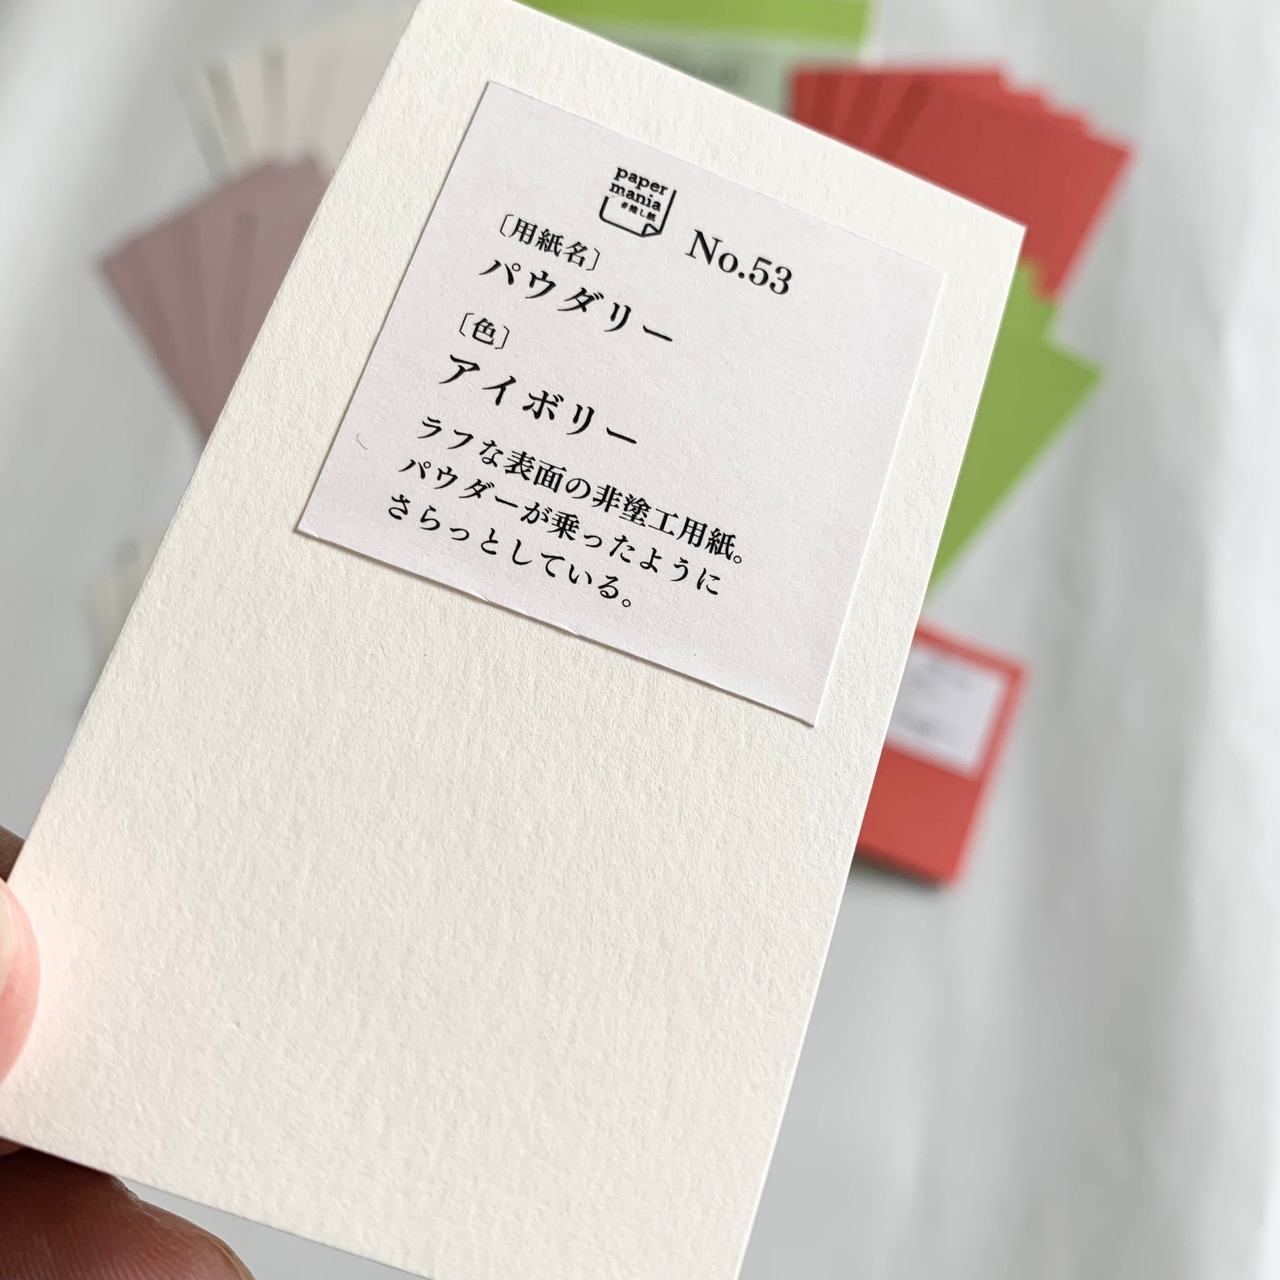 paper
mania
#推し紙
No.53
〔用紙名〕
パウダリー
〔色〕
アイボリー
ラフな表面の非塗工用紙。
パウダーが乗ったように
さらっとしている。